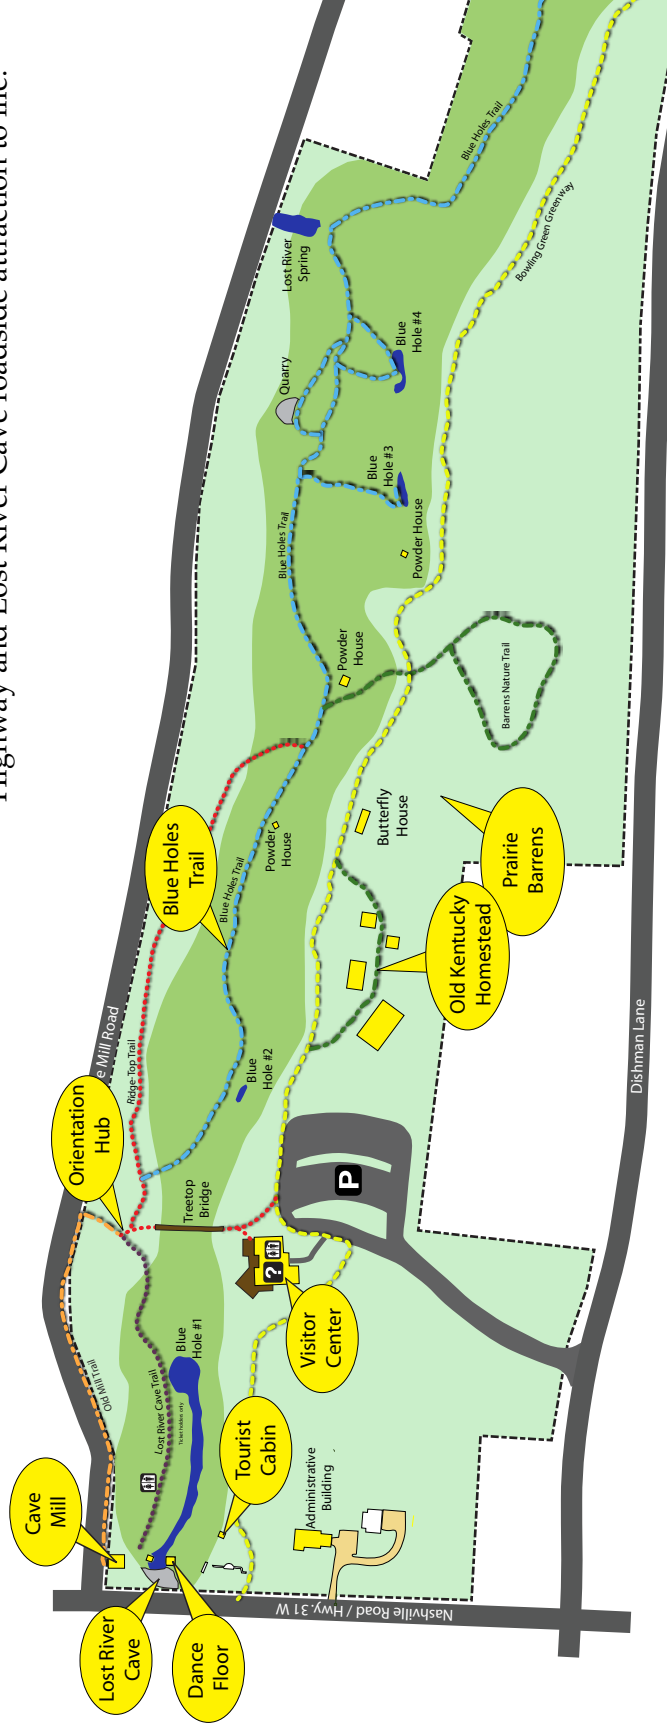 Highway and Lost River Cave roadside attraction to life.
Blue Holes Trail
Bowling Green Greenway
Lost River
Spring
Blue
Hole #4
Quarry
Blue
Hole #3
Powder House
Blue Holes Trail
Powder
House
Barrens Nature Trail
Butterfly
House
Powder
House
Blue Holes
Trail
Blue Holes Trail
Prairie
Barrens
Old Kentucky
Homestead
e Mill Road
Ridge-Top Trail
Blue
Hole #2
Dishman Lane
Orientation
Hub
Treetop
Bridge
P
?
Visitor
Center
Blue
Hole #1
Old Mill Trail
Lost River Cave Trail
Ticket holders only
Tourist
Cabin
Administrative
Building
Cave
Mill
Lost River
Cave
Dance
Floor
Nashville Road / Hwy. 31 W